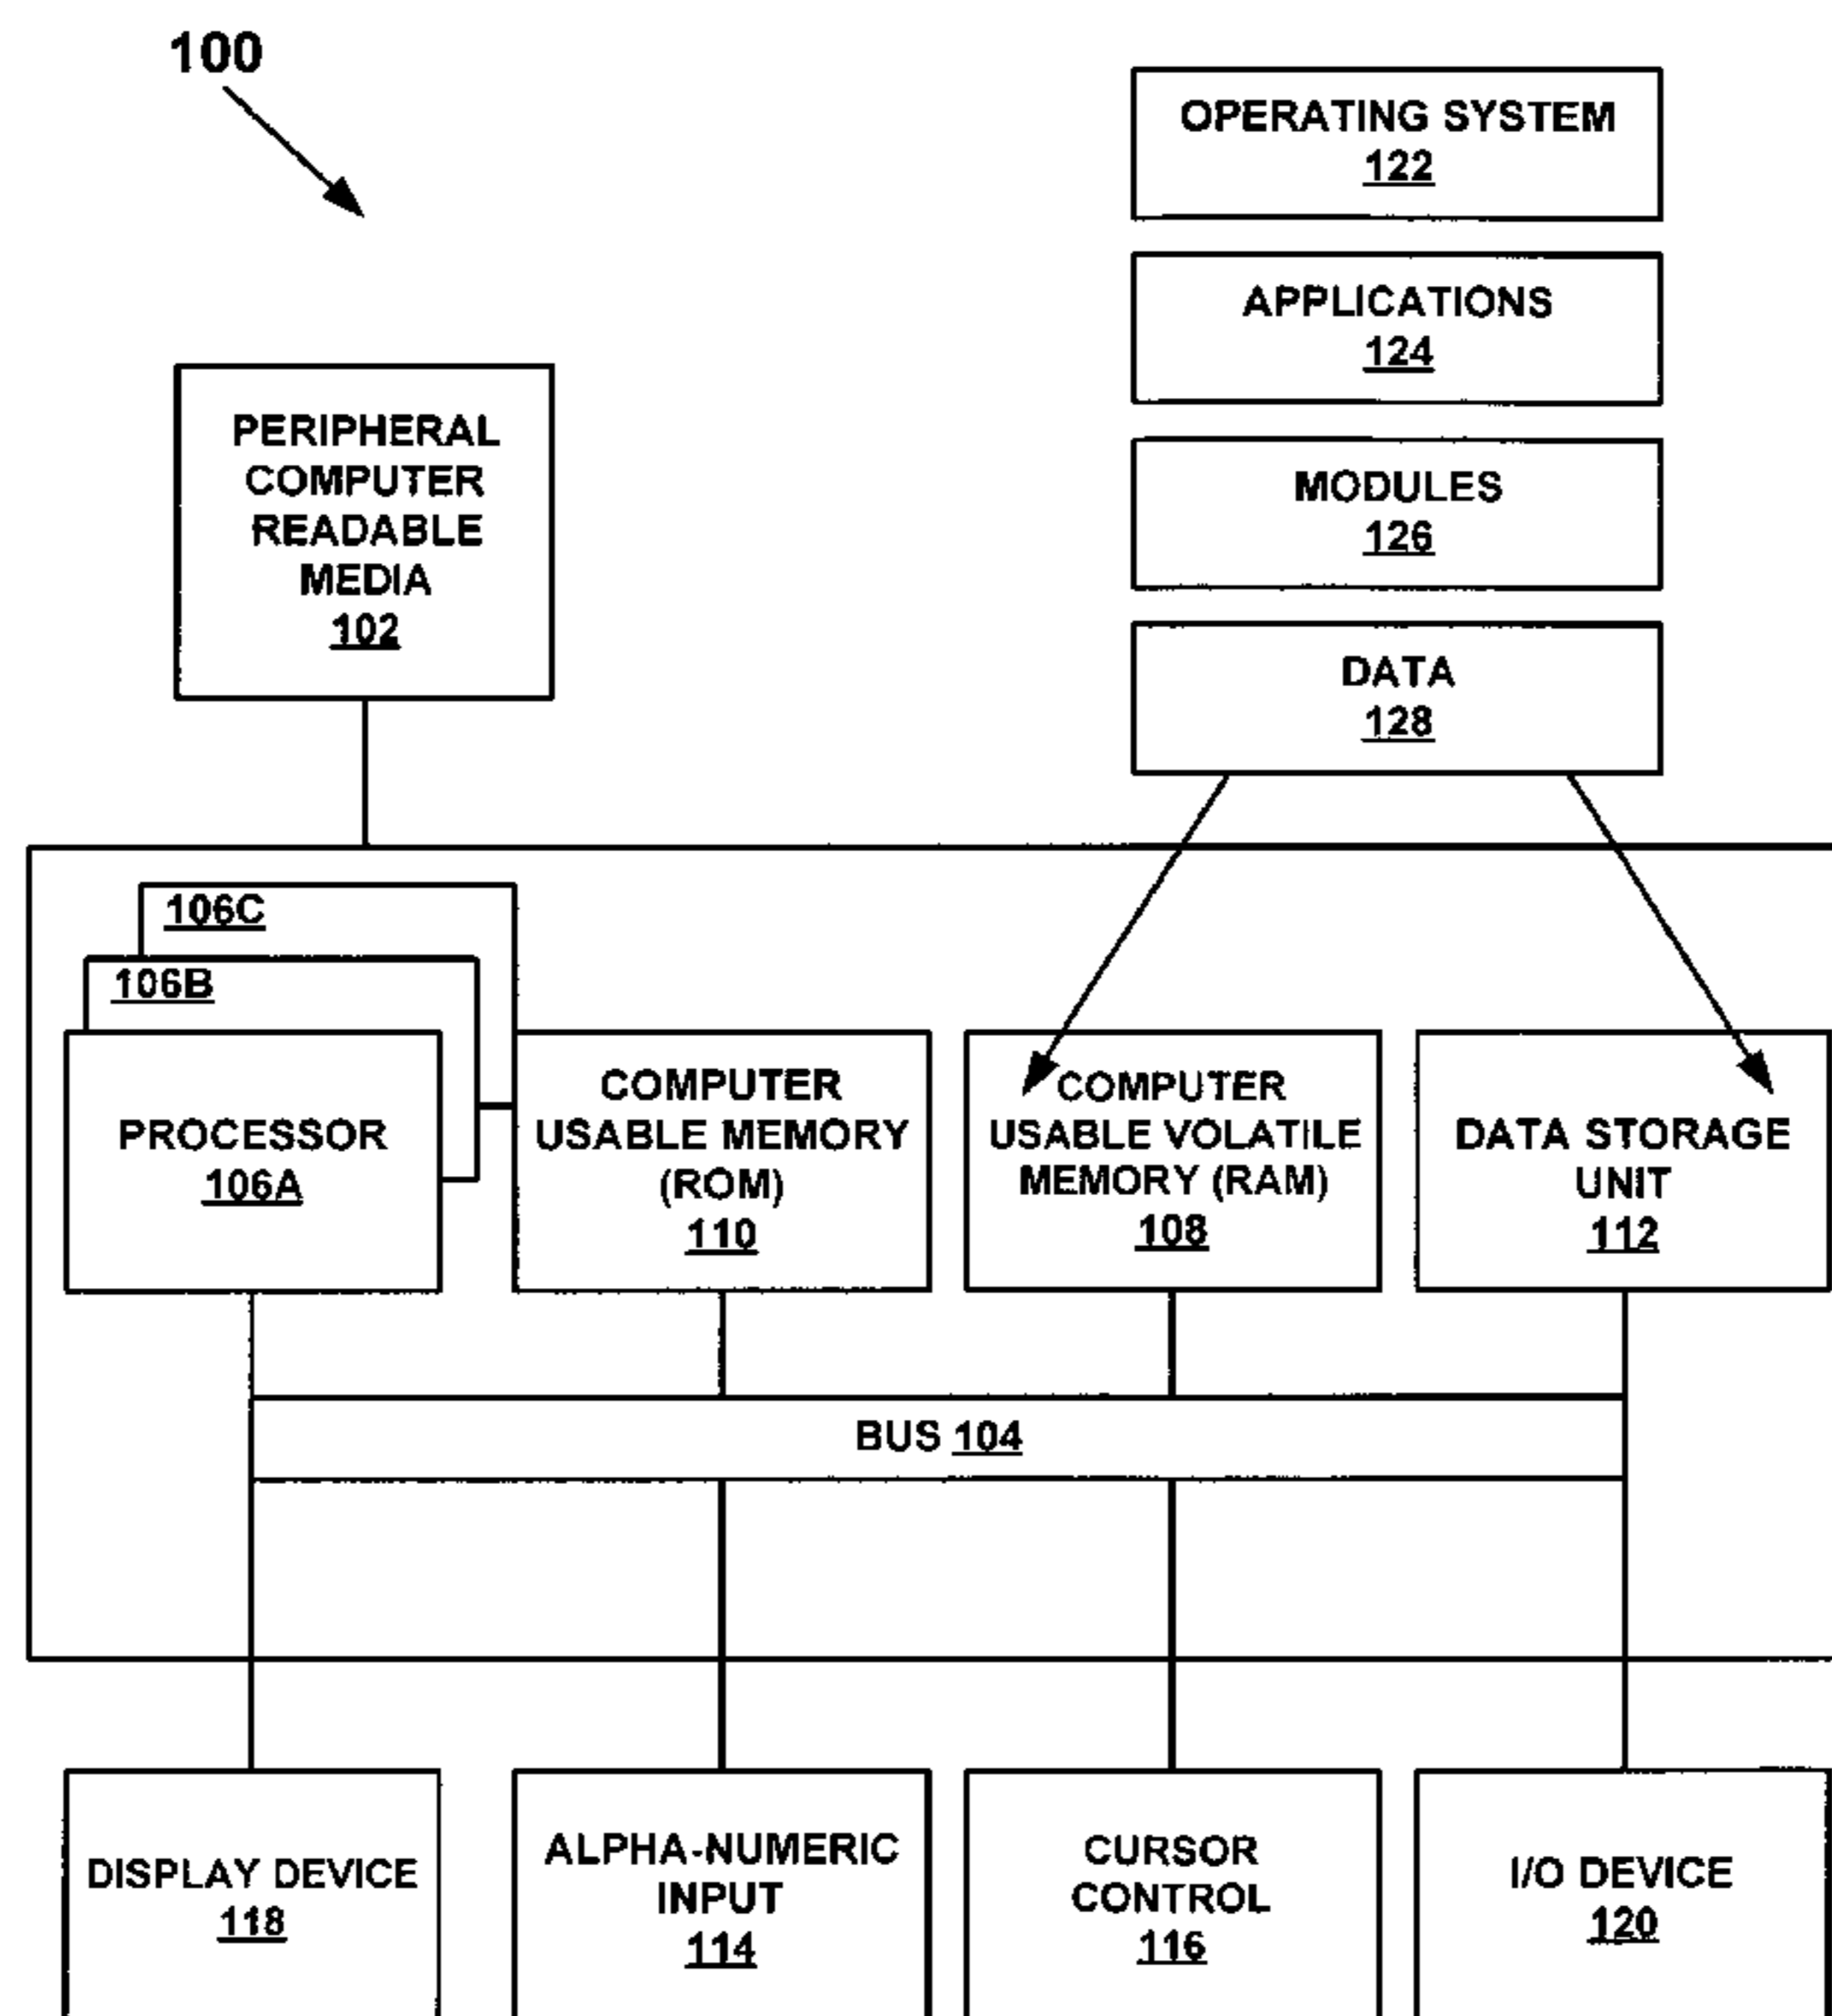 100
OPERATING SYSTEM
122
APPLICATIONS
124
MODULES
126
DATA
128
PERIPHERAL
COMPUTER
READABLE
MEDIA
102
106C
106B
PROCESSOR
106A
COMPUTER
USABLE MEMORY
(ROM)
110
COMPUTER
USABLE VOLATILE
MEMORY (RAM)
108
DATA STORAGE
UNIT
112
BUS 104
DISPLAY DEVICE
118
ALPHA-NUMERIC
INPUT
114
CURSOR
CONTROL
116
I/O DEVICE
120